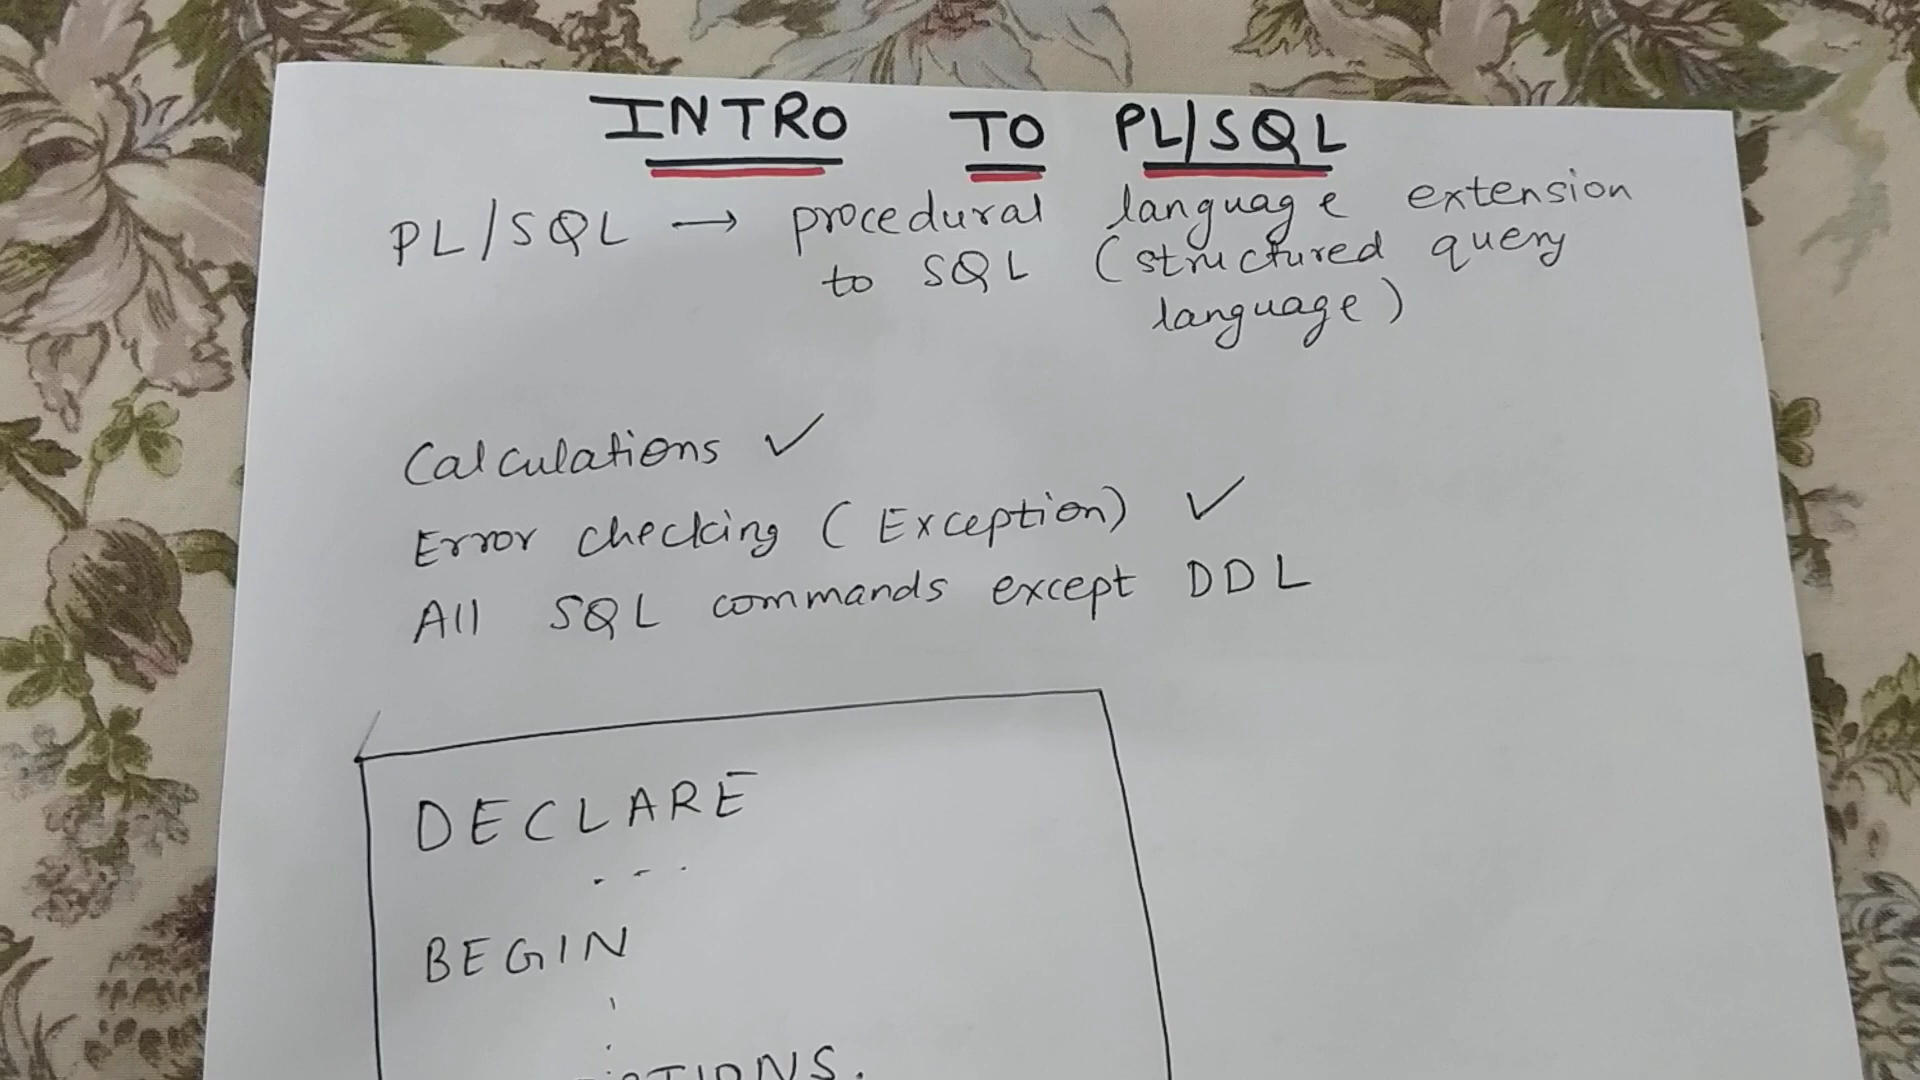 INTRO TO PL/SQL
PL/SQL → procedural language extension
to SQL (structured query
language)
Calculations ✓
Error checking (Exception) ✓
All SQL commands except DDL
DECLARE
...
BEGIN